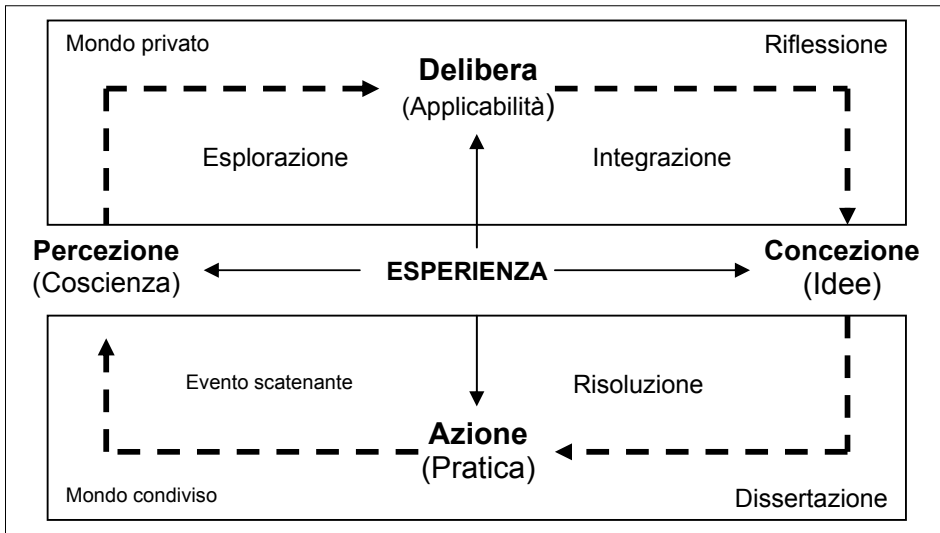 Mondo privato
Riflessione
Delibera
(Applicabilità)
Esplorazione
Integrazione
Percezione
(Coscienza)
ESPERIENZA
Concezione
(Idee)
Evento scatenante
Risoluzione
Azione
(Pratica)
Mondo condiviso
Dissertazione